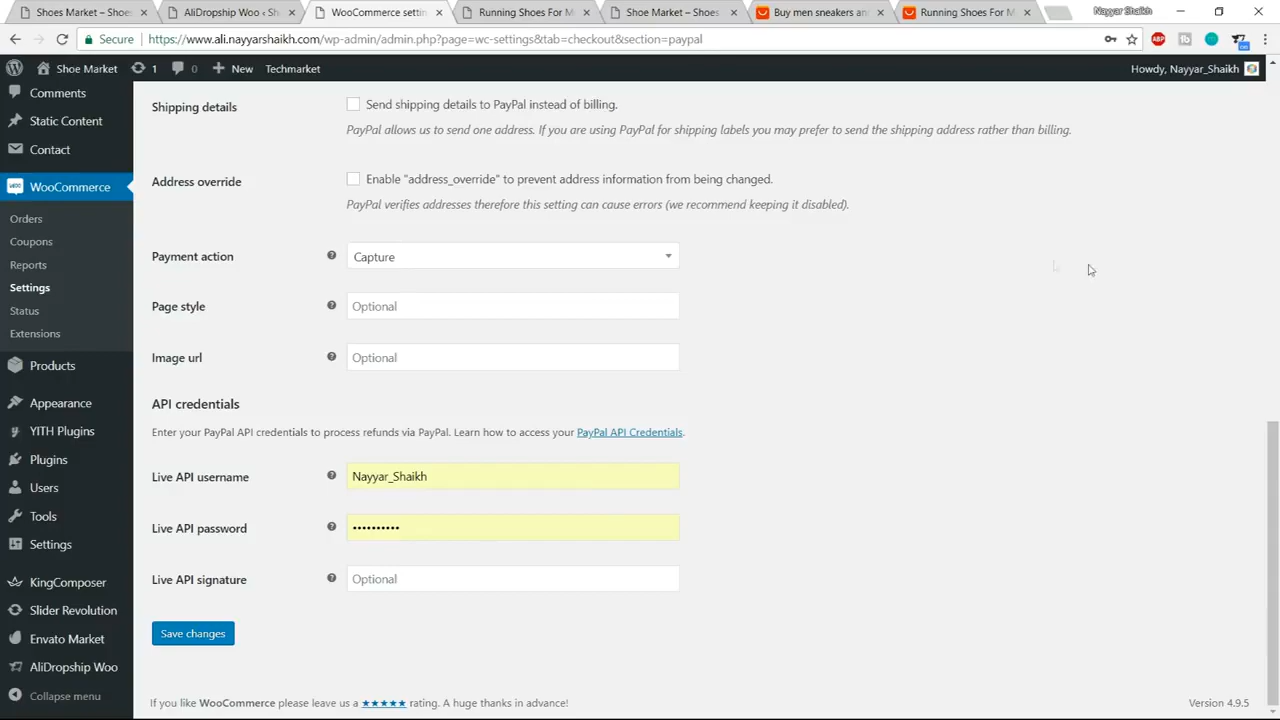 Shoes Market – Shoes
AliDropship Woo ‹ Sh
WooCommerce settin
Running Shoes For M
Shoe Market – Shoes
Buy men sneakers an
Running Shoes For M
Nayyar Shaikh
Secure
https://www.ali.nayyarshaikh.com/wp-admin/admin.php?page=wc-settings&tab=checkout&section=paypal
ABP
Shoe Market
1
0
New
Techmarket
Howdy, Nayyar_Shaikh
Comments
Static Content
Contact
WooCommerce
Orders
Coupons
Reports
Settings
Status
Extensions
Products
Appearance
YITH Plugins
Plugins
Users
Tools
Settings
KingComposer
Slider Revolution
Envato Market
AliDropship Woo
Collapse menu
Shipping details
Send shipping details to PayPal instead of billing.
PayPal allows us to send one address. If you are using PayPal for shipping labels you may prefer to send the shipping address rather than billing.
Address override
Enable "address_override" to prevent address information from being changed.
PayPal verifies addresses therefore this setting can cause errors (we recommend keeping it disabled).
Payment action
Capture
Page style
Optional
Image url
Optional
API credentials
Enter your PayPal API credentials to process refunds via PayPal. Learn how to access your PayPal API Credentials.
Live API username
Nayyar_Shaikh
Live API password
••••••••••
Live API signature
Optional
Save changes
If you like WooCommerce please leave us a ★★★★★ rating. A huge thanks in advance!
Version 4.9.5